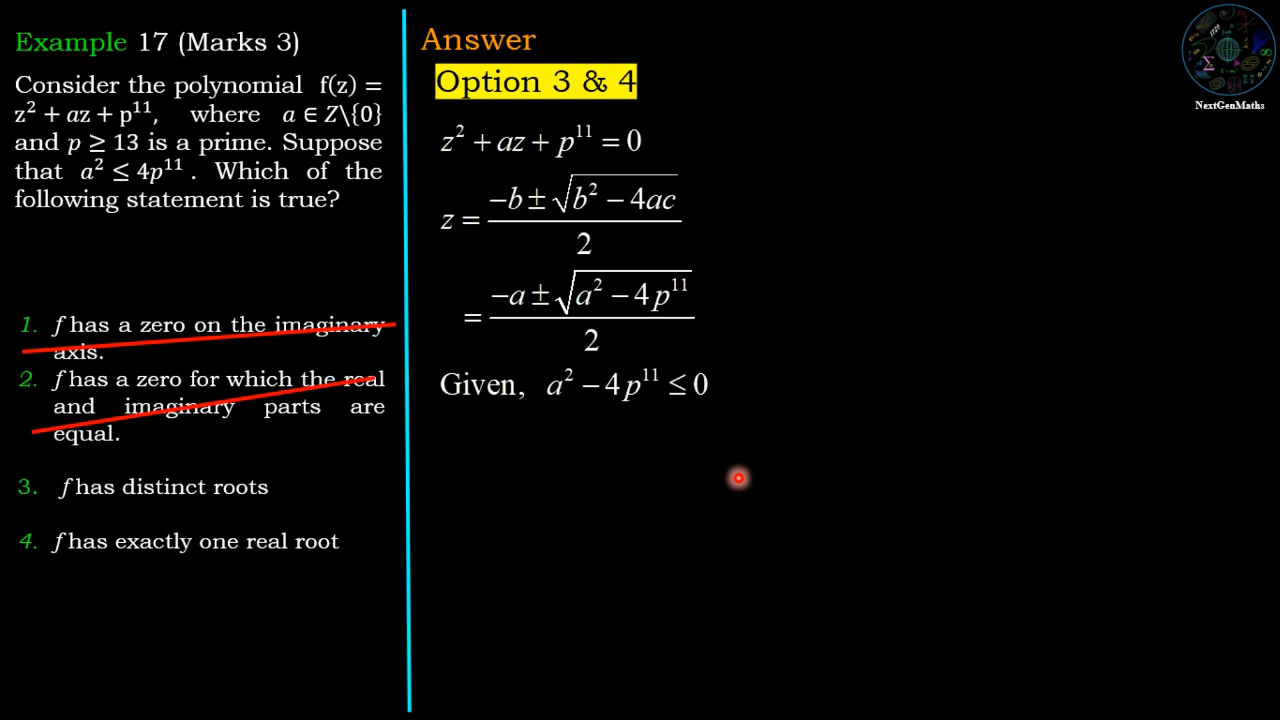 Example 17 (Marks 3)
Consider the polynomial f(z) =
z² + az + p¹¹, where a ∈ Z\{0}
and p ≥ 13 is a prime. Suppose
that a² ≤ 4p¹¹ . Which of the
following statement is true?
1. f has a zero on the imaginary
axis.
2. f has a zero for which the real
and imaginary parts are
equal.
3. f has distinct roots
4. f has exactly one real root
Answer
Option 3 & 4
z² + az + p¹¹ = 0
z = (-b ± √(b² − 4ac)) / 2
= (-a ± √(a² − 4p¹¹)) / 2
Given, a² − 4p¹¹ ≤ 0
NextGenMaths